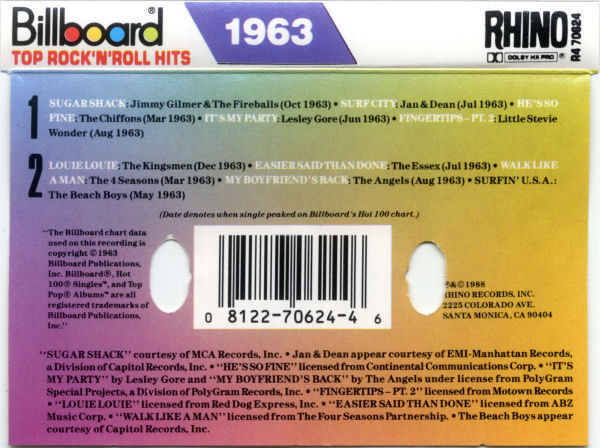 Billboard®
TOP ROCK'N'ROLL HITS
1963
RHINO
DOLBY HX PRO ®
R4 70624
1 SUGAR SHACK: Jimmy Gilmer & The Fireballs (Oct 1963) • SURF CITY: Jan & Dean (Jul 1963) • HE'S SO
FINE: The Chiffons (Mar 1963) • IT'S MY PARTY: Lesley Gore (Jun 1963) • FINGERTIPS – PT. 2: Little Stevie
Wonder (Aug 1963)
2 LOUIE LOUIE: The Kingsmen (Dec 1963) • EASIER SAID THAN DONE: The Essex (Jul 1963) • WALK LIKE
A MAN: The 4 Seasons (Mar 1963) • MY BOYFRIEND'S BACK: The Angels (Aug 1963) • SURFIN' U.S.A.:
The Beach Boys (May 1963)
(Date denotes when single peaked on Billboard's Hot 100 chart.)
"The Billboard chart data
used on this recording is
copyright © 1963
Billboard Publications,
Inc. Billboard®, Hot
100® Singles™, and Top
Pop® Albums™ are all
registered trademarks of
Billboard Publications,
Inc."
0 81227-70624-4 6
℗&© 1988
RHINO RECORDS, INC.
2225 COLORADO AVE.
SANTA MONICA, CA 90404
"SUGAR SHACK" courtesy of MCA Records, Inc. • Jan & Dean appear courtesy of EMI-Manhattan Records,
a Division of Capitol Records, Inc. • "HE'S SO FINE" licensed from Continental Communications Corp. • "IT'S
MY PARTY" by Lesley Gore and "MY BOYFRIEND'S BACK" by The Angels under license from PolyGram
Special Projects, a Division of PolyGram Records, Inc. • "FINGERTIPS – PT. 2" licensed from Motown Records
• "LOUIE LOUIE" licensed from Red Dog Express, Inc. • "EASIER SAID THAN DONE" licensed from ABZ
Music Corp. • "WALK LIKE A MAN" licensed from The Four Seasons Partnership. • The Beach Boys appear
courtesy of Capitol Records, Inc.